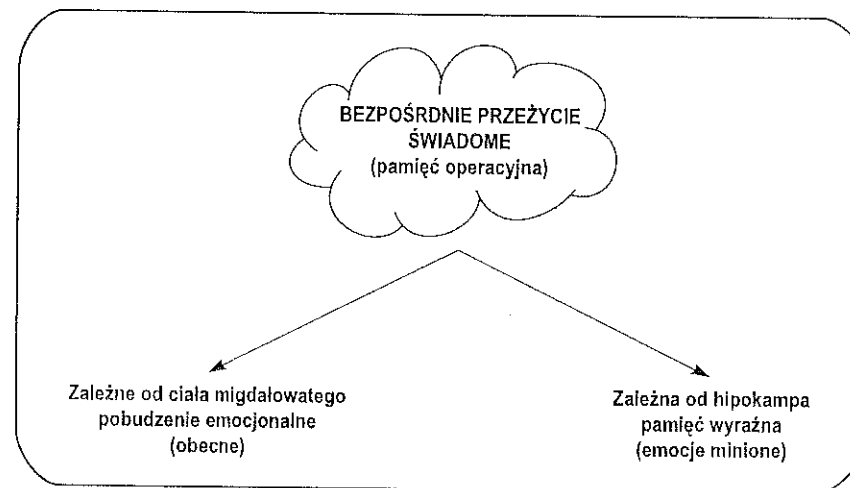 BEZPOŚRDNIE PRZEŻYCIE
ŚWIADOME
(pamięć operacyjna)
Zależne od ciała migdałowatego
pobudzenie emocjonalne
(obecne)
Zależna od hipokampa
pamięć wyraźna
(emocje minione)